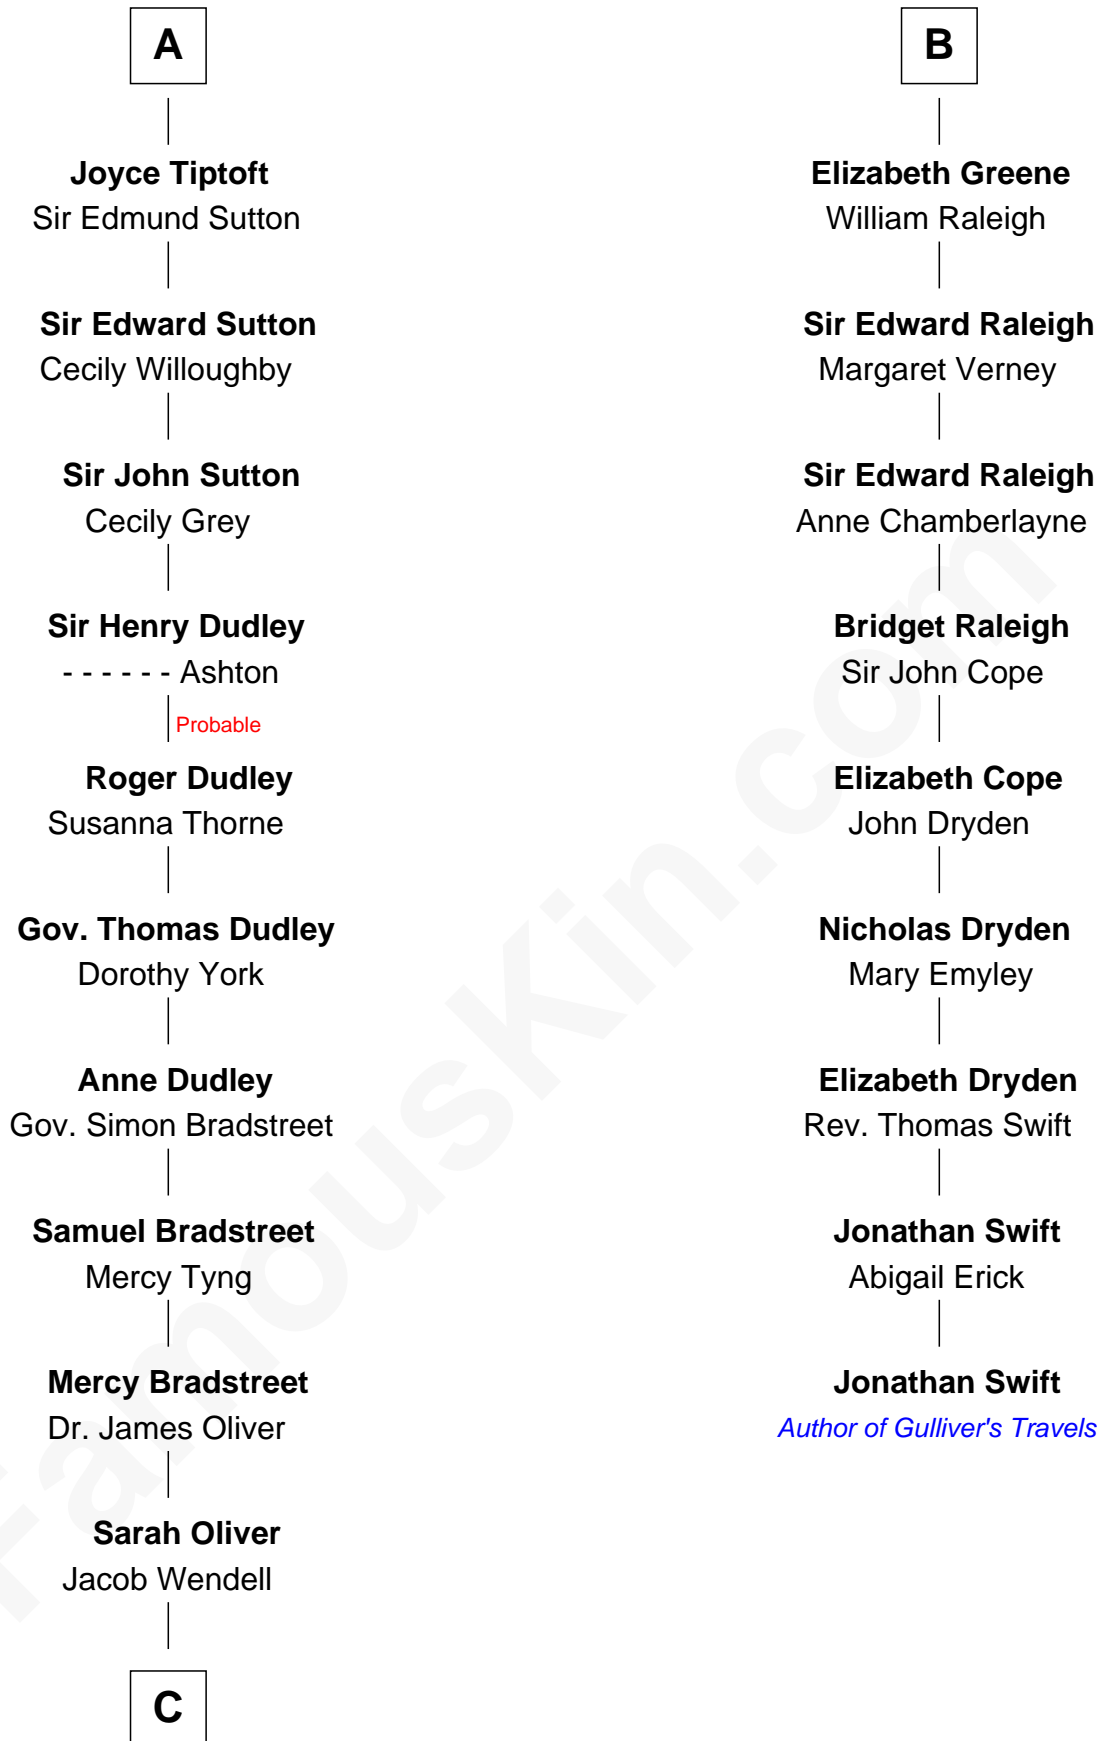 A
Joyce Tiptoft
Sir Edmund Sutton
Sir Edward Sutton
Cecily Willoughby
Sir John Sutton
Cecily Grey
Sir Henry Dudley
- - - - - - Ashton
Probable
Roger Dudley
Susanna Thorne
Gov. Thomas Dudley
Dorothy York
Anne Dudley
Gov. Simon Bradstreet
Samuel Bradstreet
Mercy Tyng
Mercy Bradstreet
Dr. James Oliver
Sarah Oliver
Jacob Wendell
C
B
Elizabeth Greene
William Raleigh
Sir Edward Raleigh
Margaret Verney
Sir Edward Raleigh
Anne Chamberlayne
Bridget Raleigh
Sir John Cope
Elizabeth Cope
John Dryden
Nicholas Dryden
Mary Emyley
Elizabeth Dryden
Rev. Thomas Swift
Jonathan Swift
Abigail Erick
Jonathan Swift
Author of Gulliver's Travels
FamousKin.com